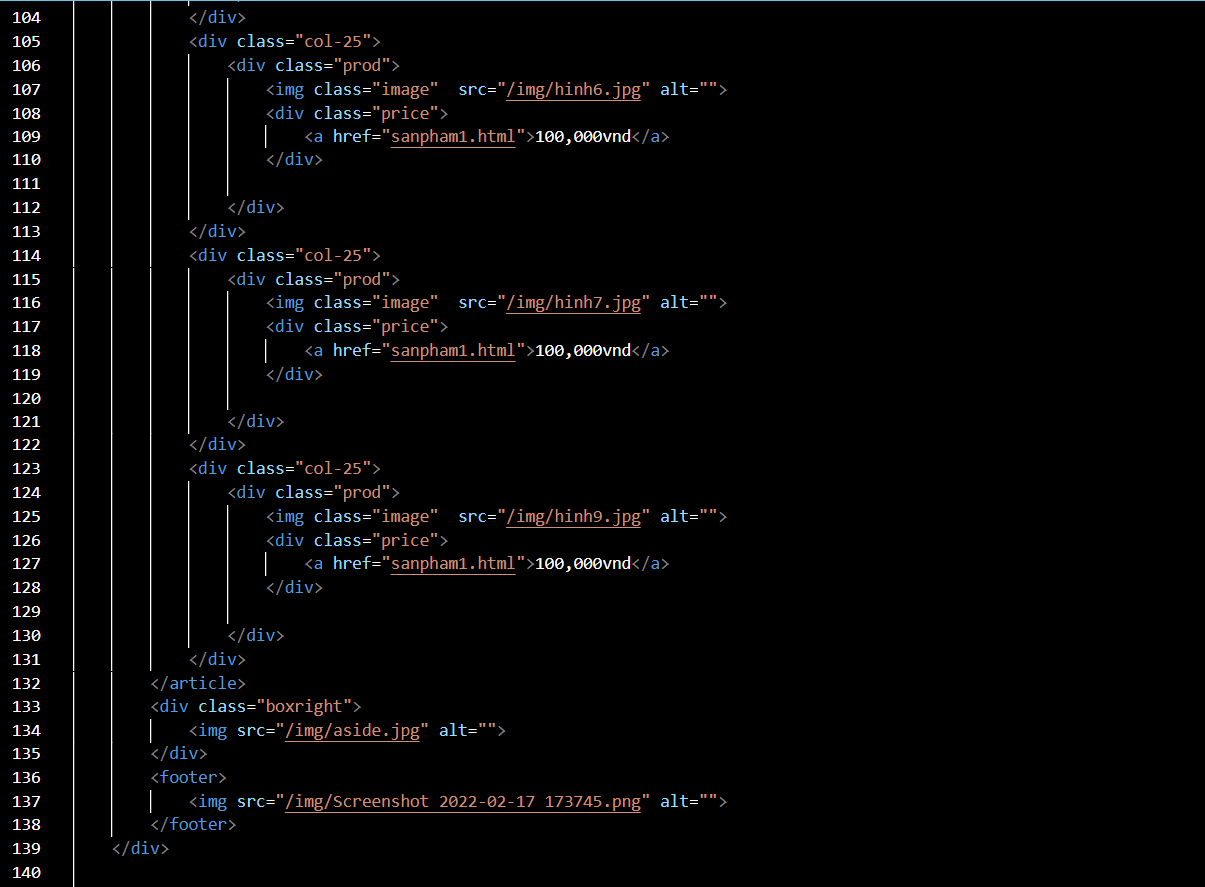 104 </div>
105 <div class="col-25">
106 <div class="prod">
107 <img class="image"  src="/img/hinh6.jpg" alt="">
108 <div class="price">
109 <a href="sanpham1.html">100,000vnd</a>
110 </div>
111
112 </div>
113 </div>
114 <div class="col-25">
115 <div class="prod">
116 <img class="image"  src="/img/hinh7.jpg" alt="">
117 <div class="price">
118 <a href="sanpham1.html">100,000vnd</a>
119 </div>
120
121 </div>
122 </div>
123 <div class="col-25">
124 <div class="prod">
125 <img class="image"  src="/img/hinh9.jpg" alt="">
126 <div class="price">
127 <a href="sanpham1.html">100,000vnd</a>
128 </div>
129
130 </div>
131 </div>
132 </article>
133 <div class="boxright">
134 <img src="/img/aside.jpg" alt="">
135 </div>
136 <footer>
137 <img src="/img/Screenshot 2022-02-17 173745.png" alt="">
138 </footer>
139 </div>
140